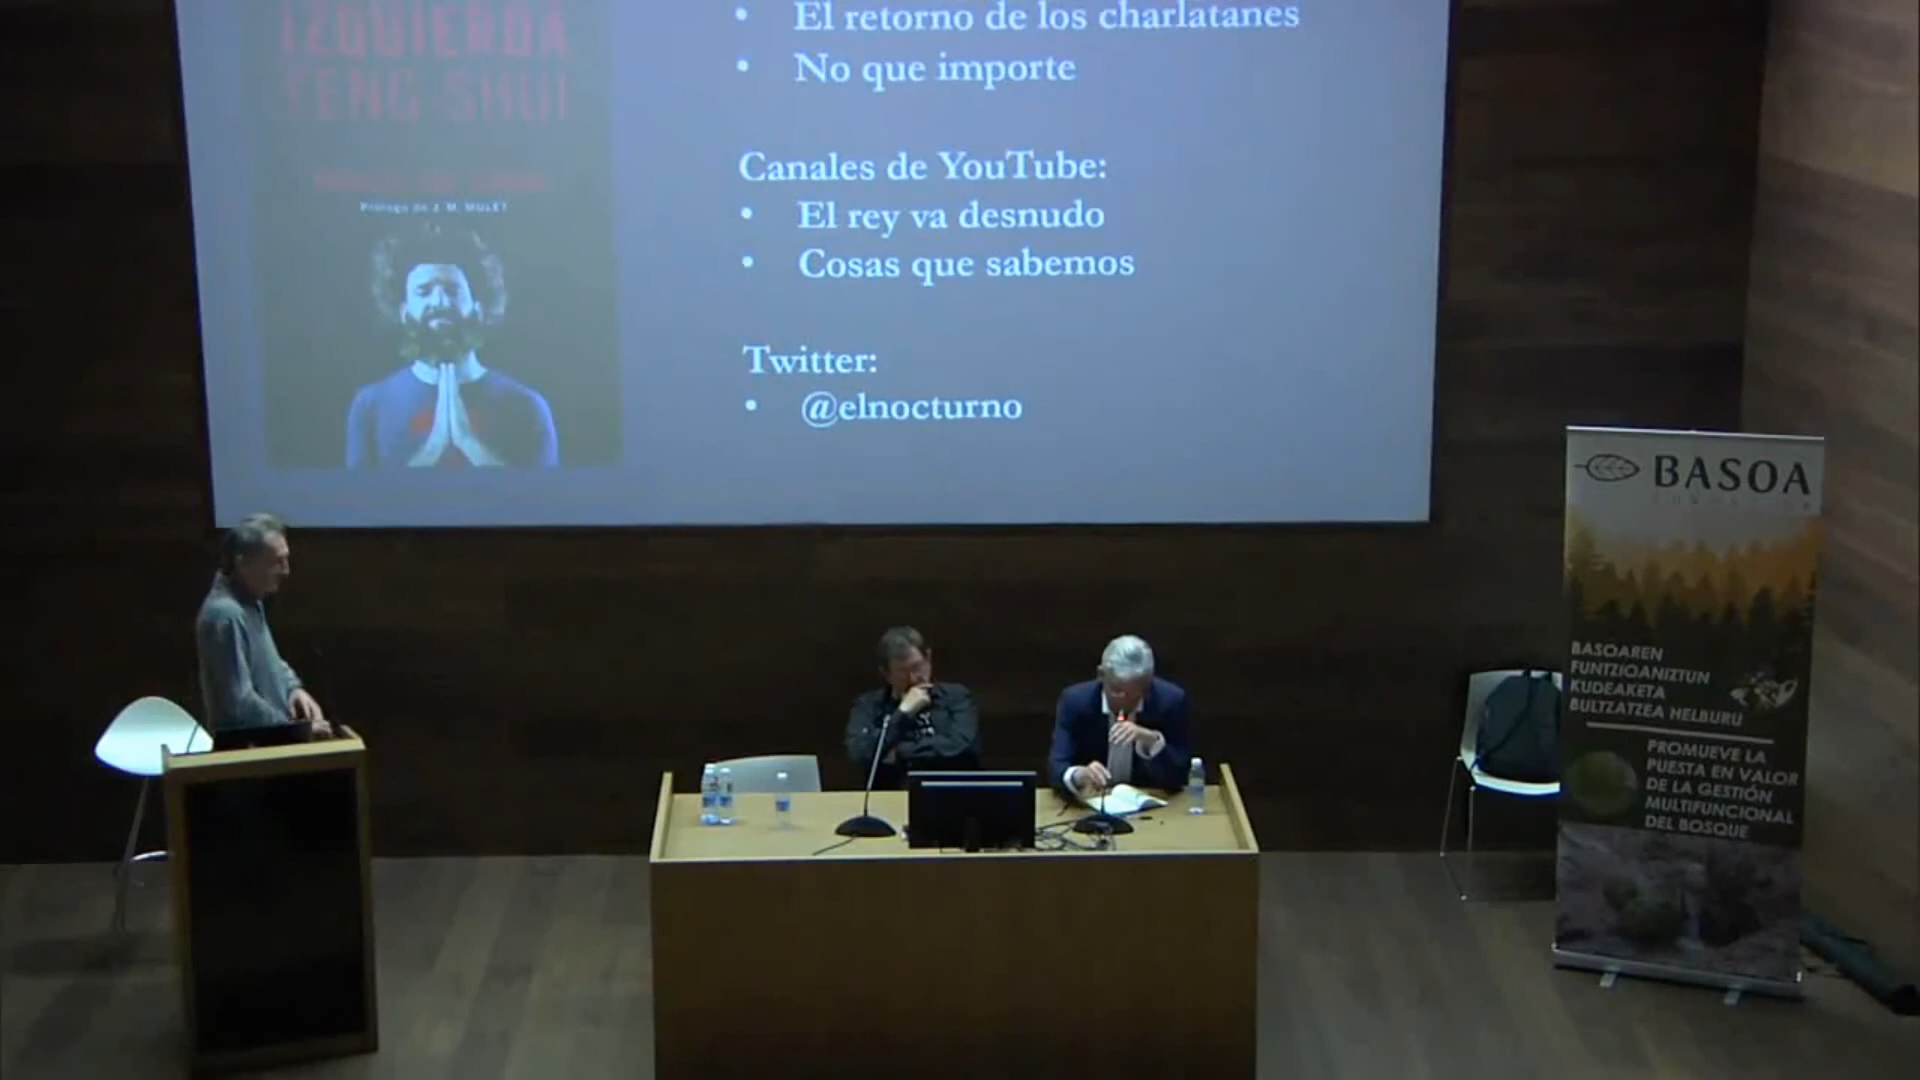 IZQUIERDA
FENG SHUI
Prólogo de J. M. MULET
• El retorno de los charlatanes
• No que importe
Canales de YouTube:
• El rey va desnudo
• Cosas que sabemos
Twitter:
• @elnocturno
BASOA
BASOAREN
FUNTZIOANIZTUN
KUDEAKETA
BULTZATZEA HELBURU
PROMUEVE LA
PUESTA EN VALOR
DE LA GESTIÓN
MULTIFUNCIONAL
DEL BOSQUE